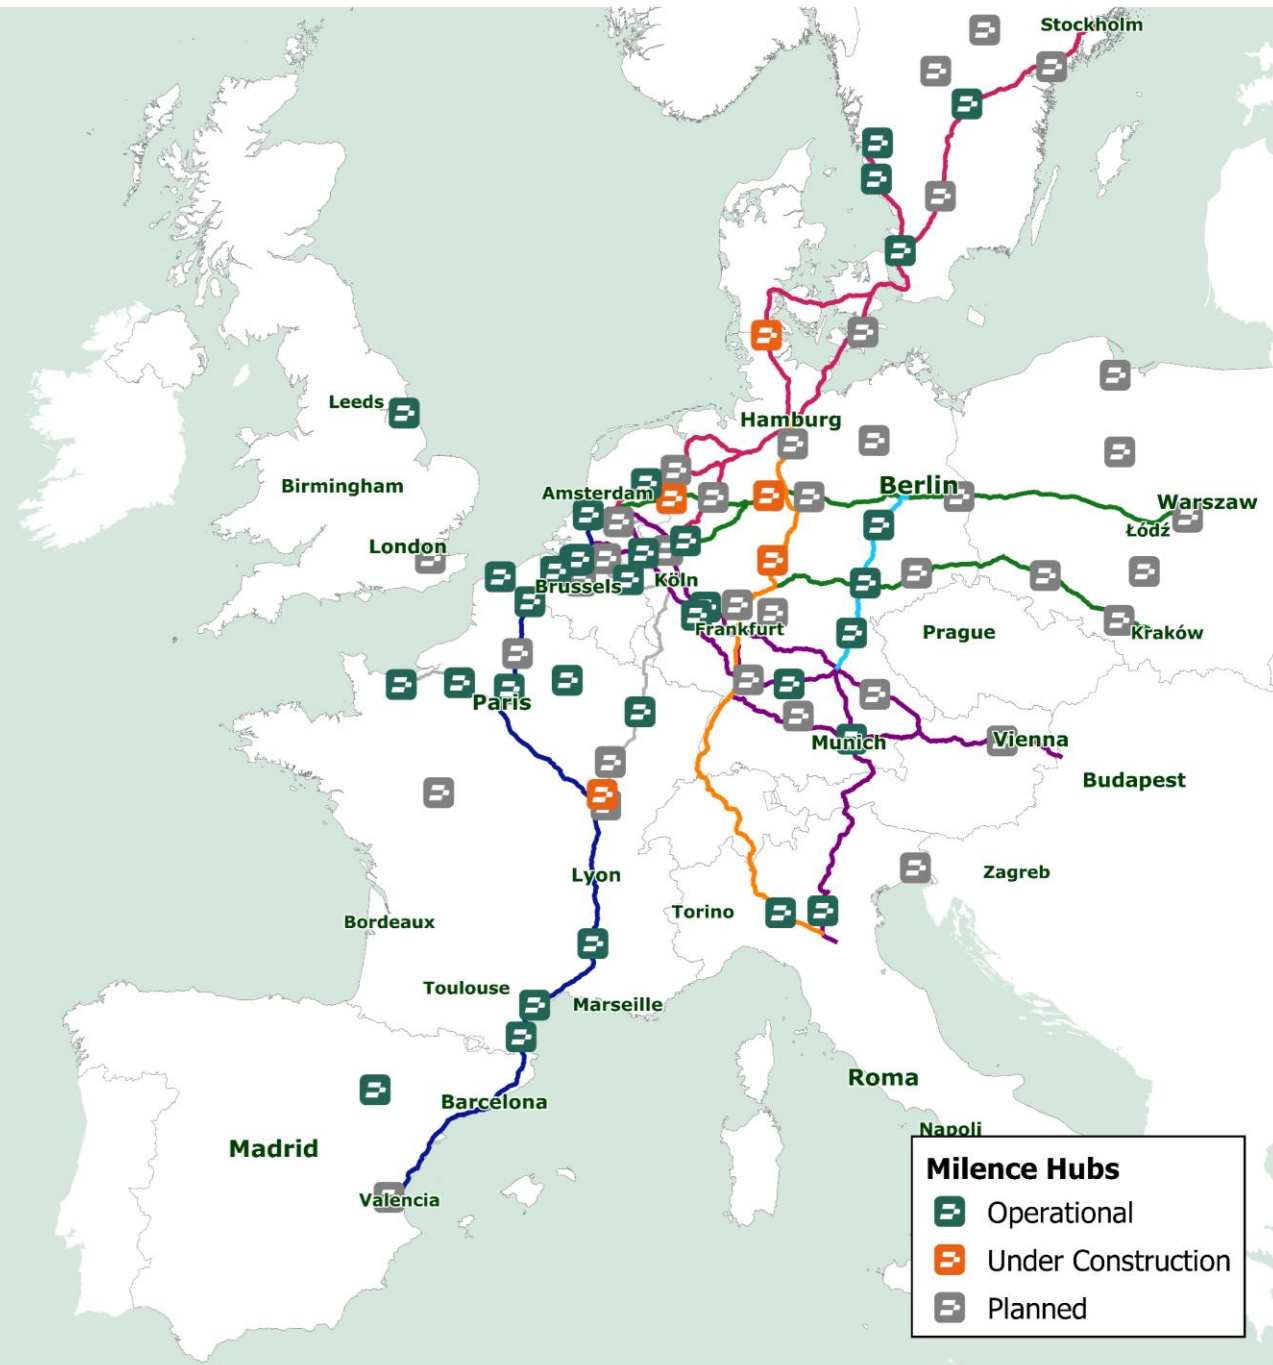 Stockholm
Leeds
Birmingham
London
Hamburg
Amsterdam
Berlin
Warszaw
Łódź
Brussels
Köln
Frankfurt
Prague
Kraków
Paris
Munich
Vienna
Budapest
Lyon
Zagreb
Torino
Bordeaux
Toulouse
Marseille
Roma
Barcelona
Napoli
Madrid
Valencia
Milence Hubs
Operational
Under Construction
Planned